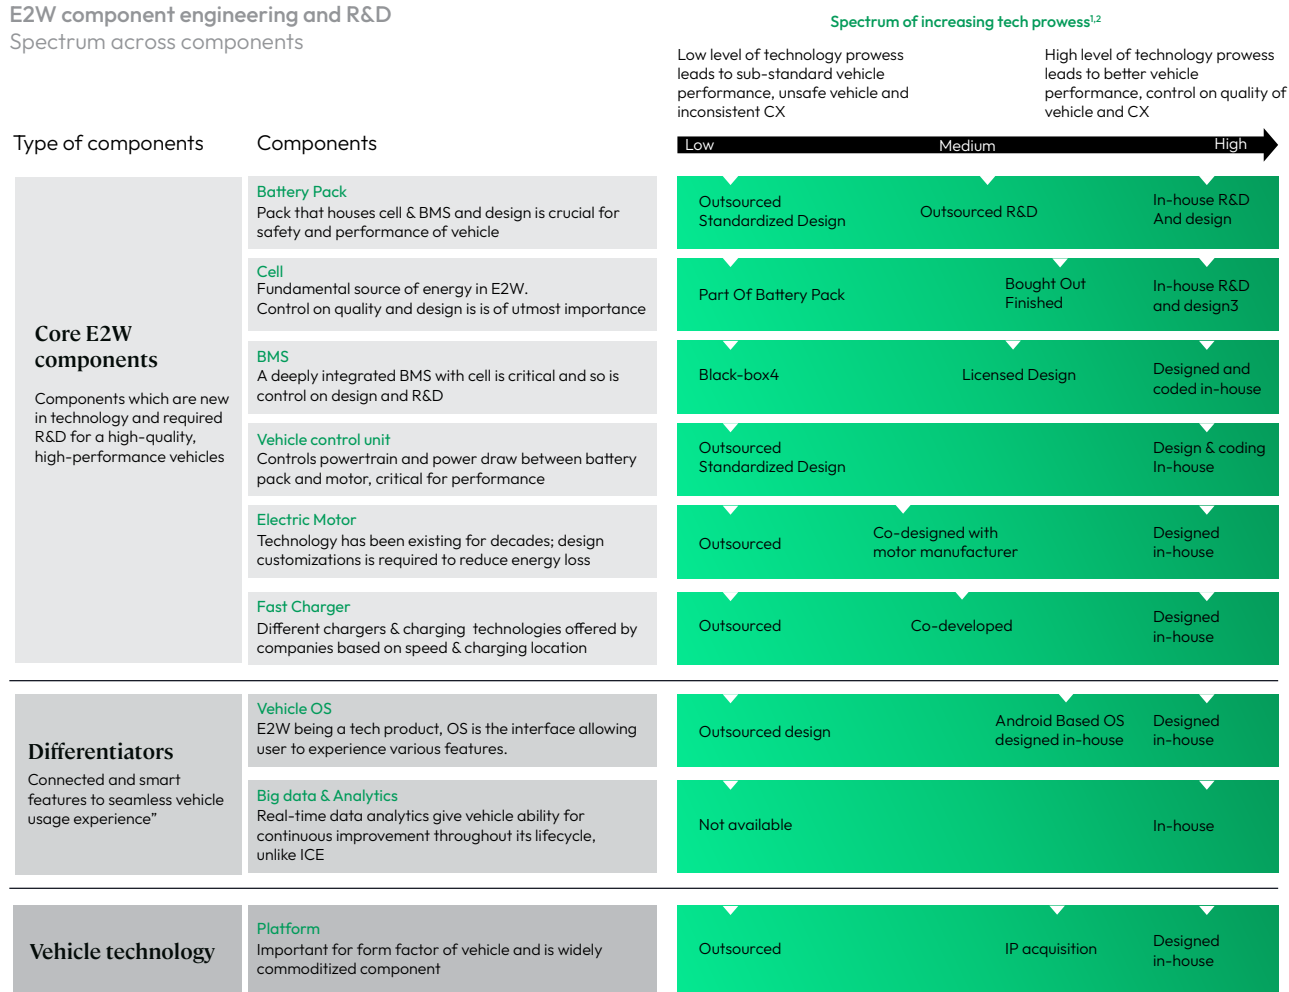 E2W component engineering and R&D
Spectrum across components
Spectrum of increasing tech prowess1,2
Low level of technology prowess
leads to sub-standard vehicle
performance, unsafe vehicle and
inconsistent CX
High level of technology prowess
leads to better vehicle
performance, control on quality of
vehicle and CX
Type of components
Components
Low
Medium
High
Core E2W
components
Components which are new
in technology and required
R&D for a high-quality,
high-performance vehicles
Battery Pack
Pack that houses cell & BMS and design is crucial for
safety and performance of vehicle
Outsourced
Standardized Design
Outsourced R&D
In-house R&D
And design
Cell
Fundamental source of energy in E2W.
Control on quality and design is is of utmost importance
Part Of Battery Pack
Bought Out
Finished
In-house R&D
and design3
BMS
A deeply integrated BMS with cell is critical and so is
control on design and R&D
Black-box4
Licensed Design
Designed and
coded in-house
Vehicle control unit
Controls powertrain and power draw between battery
pack and motor, critical for performance
Outsourced
Standardized Design
Design & coding
In-house
Electric Motor
Technology has been existing for decades; design
customizations is required to reduce energy loss
Outsourced
Co-designed with
motor manufacturer
Designed
in-house
Fast Charger
Different chargers & charging technologies offered by
companies based on speed & charging location
Outsourced
Co-developed
Designed
in-house
Differentiators
Connected and smart
features to seamless vehicle
usage experience”
Vehicle OS
E2W being a tech product, OS is the interface allowing
user to experience various features.
Outsourced design
Android Based OS
designed in-house
Designed
in-house
Big data & Analytics
Real-time data analytics give vehicle ability for
continuous improvement throughout its lifecycle,
unlike ICE
Not available
In-house
Vehicle technology
Platform
Important for form factor of vehicle and is widely
commoditized component
Outsourced
IP acquisition
Designed
in-house